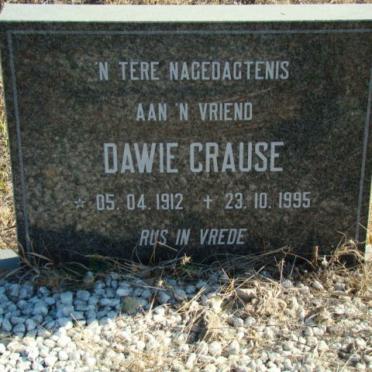 'N TERE NAGEDAGTENIS
AAN 'N VRIEND
DAWIE CRAUSE
* 05. 04. 1912 † 23. 10. 1995
RUS IN VREDE